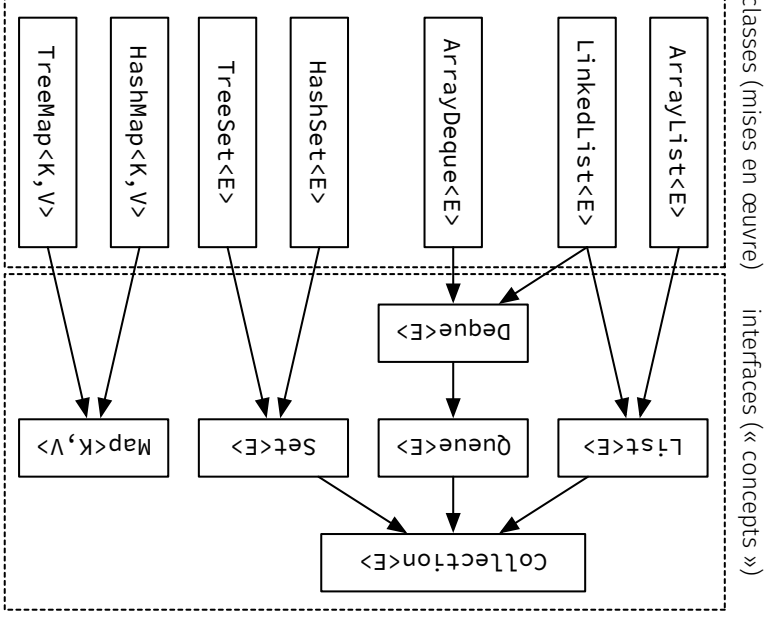 interfaces (« concepts »)
Collection<E>
List<E>
Queue<E>
Set<E>
Map<K,V>
Deque<E>
classes (mises en œuvre)
ArrayList<E>
LinkedList<E>
ArrayDeque<E>
HashSet<E>
TreeSet<E>
HashMap<K,V>
TreeMap<K,V>